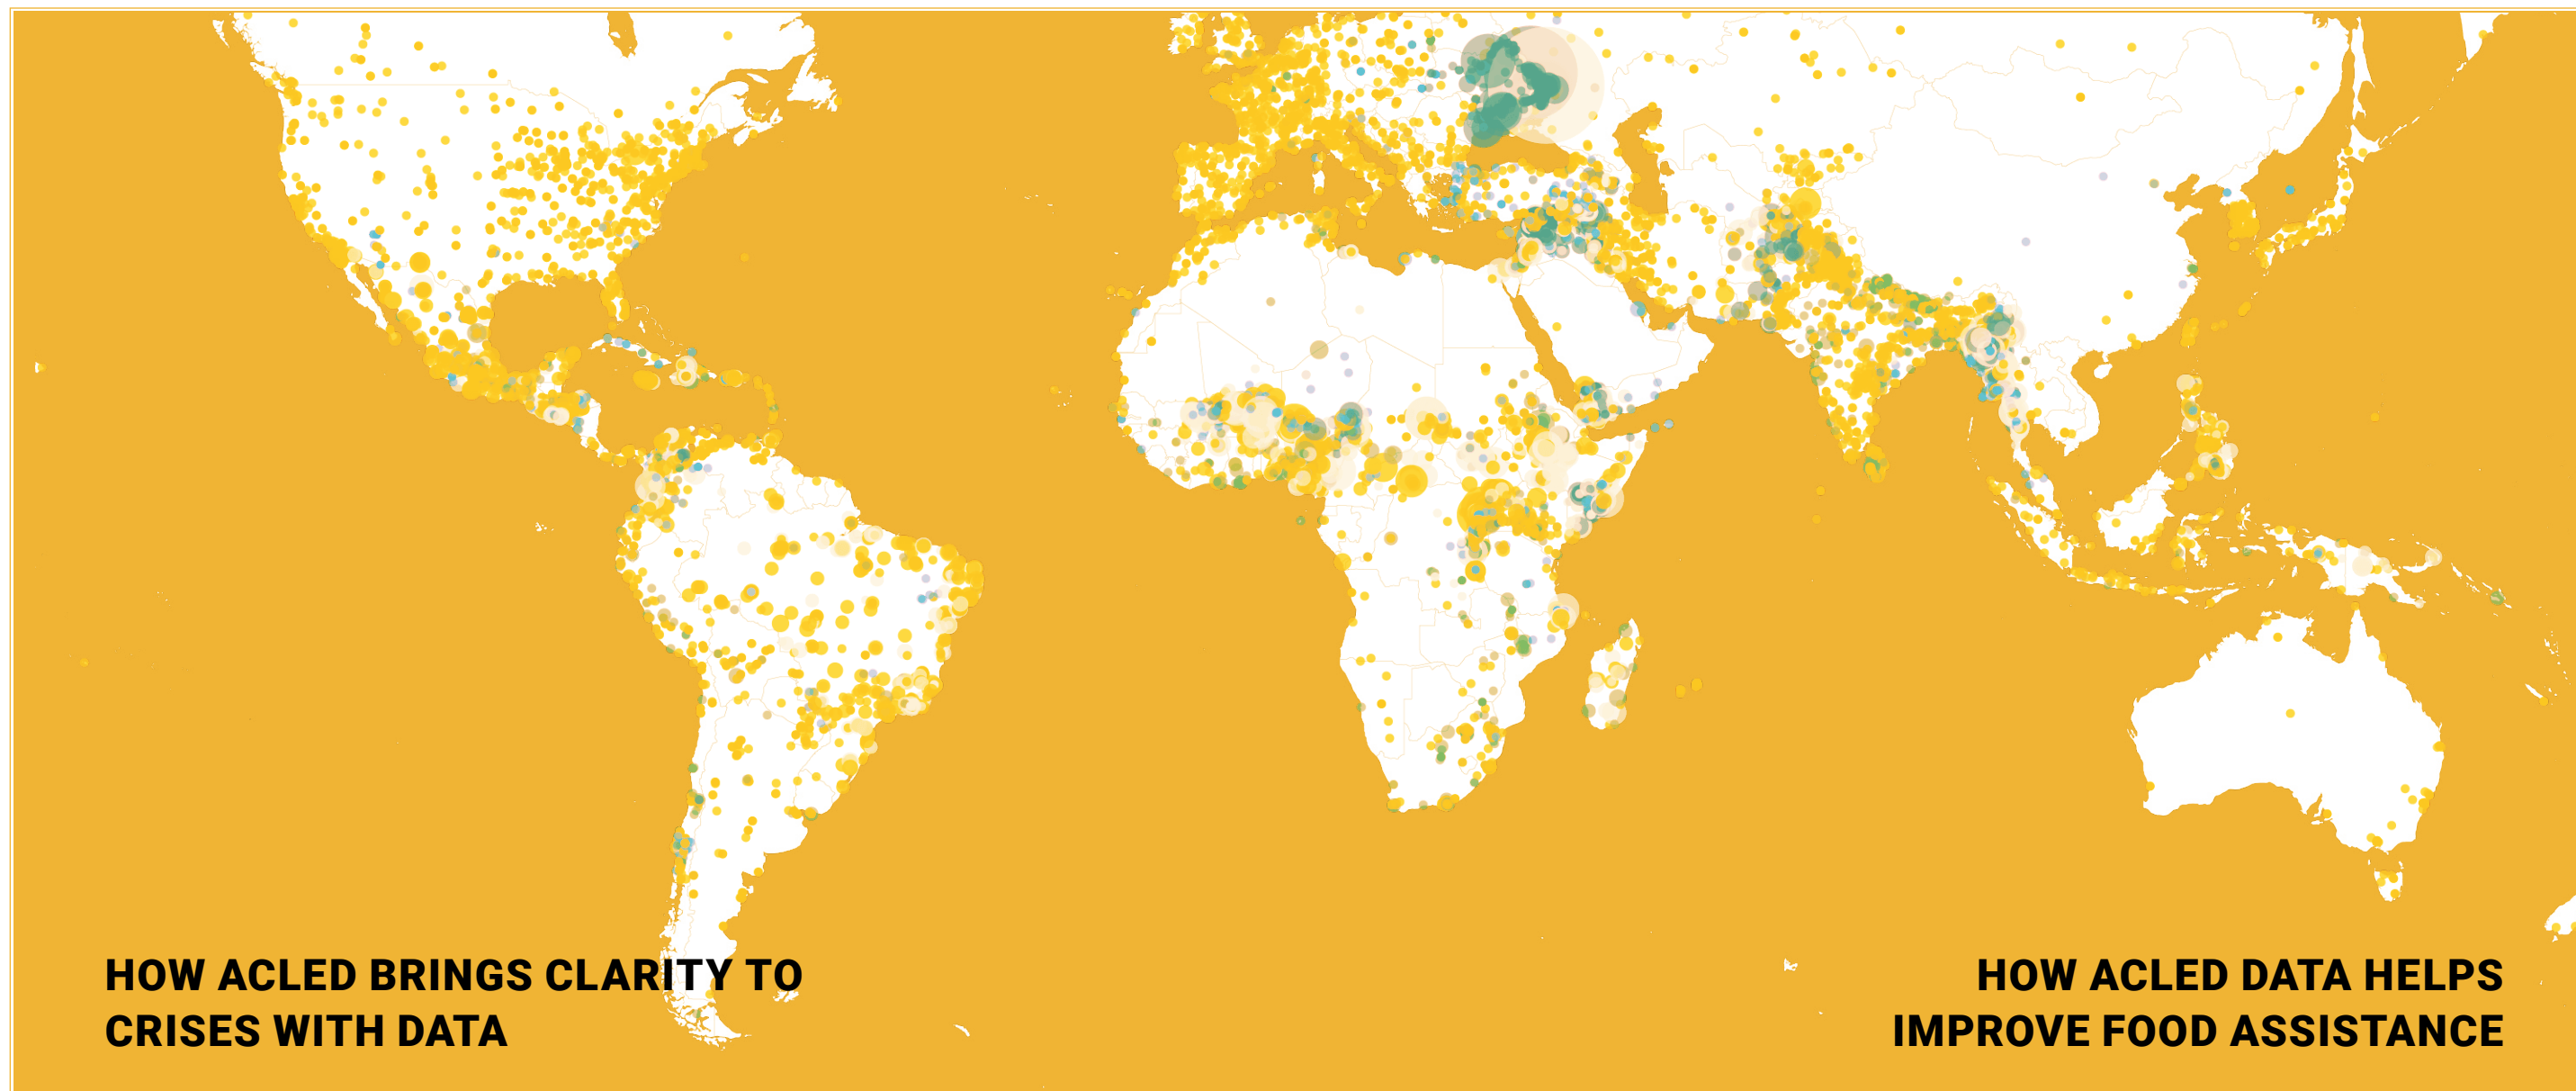 HOW ACLED BRINGS CLARITY TO
CRISES WITH DATA
HOW ACLED DATA HELPS
IMPROVE FOOD ASSISTANCE